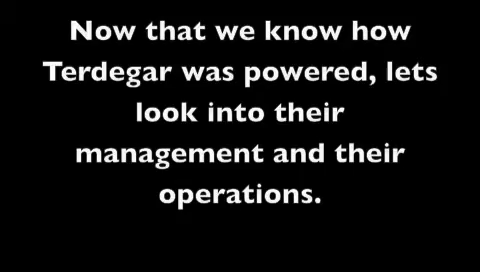 Now that we know how
Terdegar was powered, lets
look into their
management and their
operations.